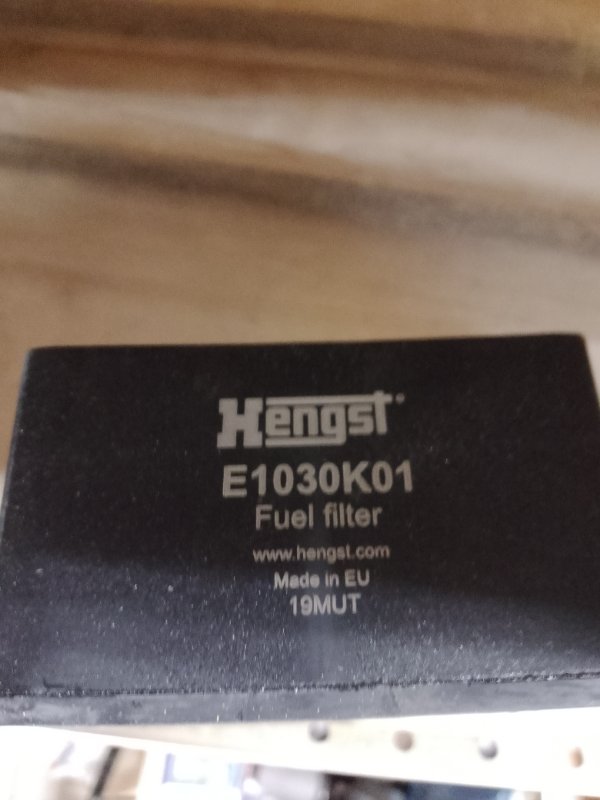 Hengst®
E1030K01
Fuel filter
www.hengst.com
Made in EU
19MUT